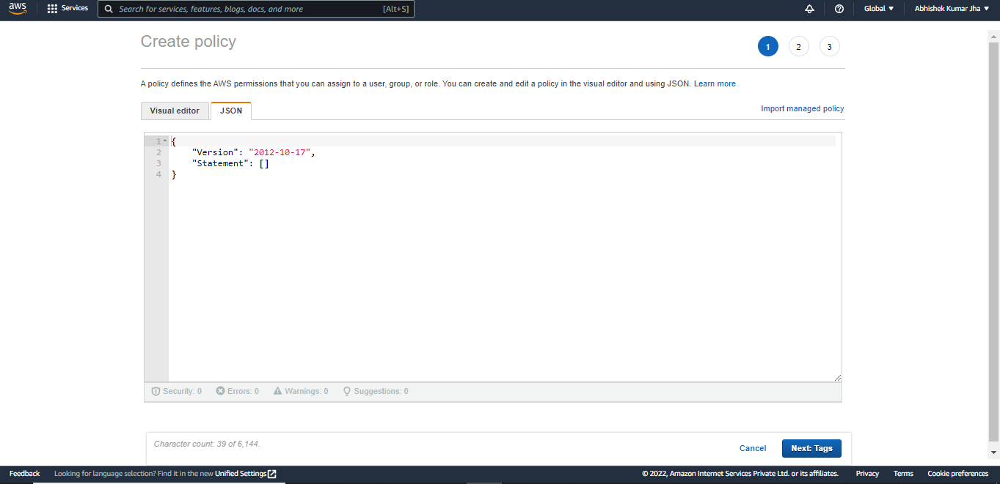 aws Services Search for services, features, blogs, docs, and more [Alt+S] Global Abhishek Kumar Jha
Create policy 1 2 3
A policy defines the AWS permissions that you can assign to a user, group, or role. You can create and edit a policy in the visual editor and using JSON. Learn more
Visual editor JSON Import managed policy
1 {
2 "Version": "2012-10-17",
3 "Statement": []
4 }
Security: 0 Errors: 0 Warnings: 0 Suggestions: 0
Character count: 39 of 6,144. Cancel Next: Tags
Feedback Looking for language selection? Find it in the new Unified Settings © 2022, Amazon Internet Services Private Ltd. or its affiliates. Privacy Terms Cookie preferences